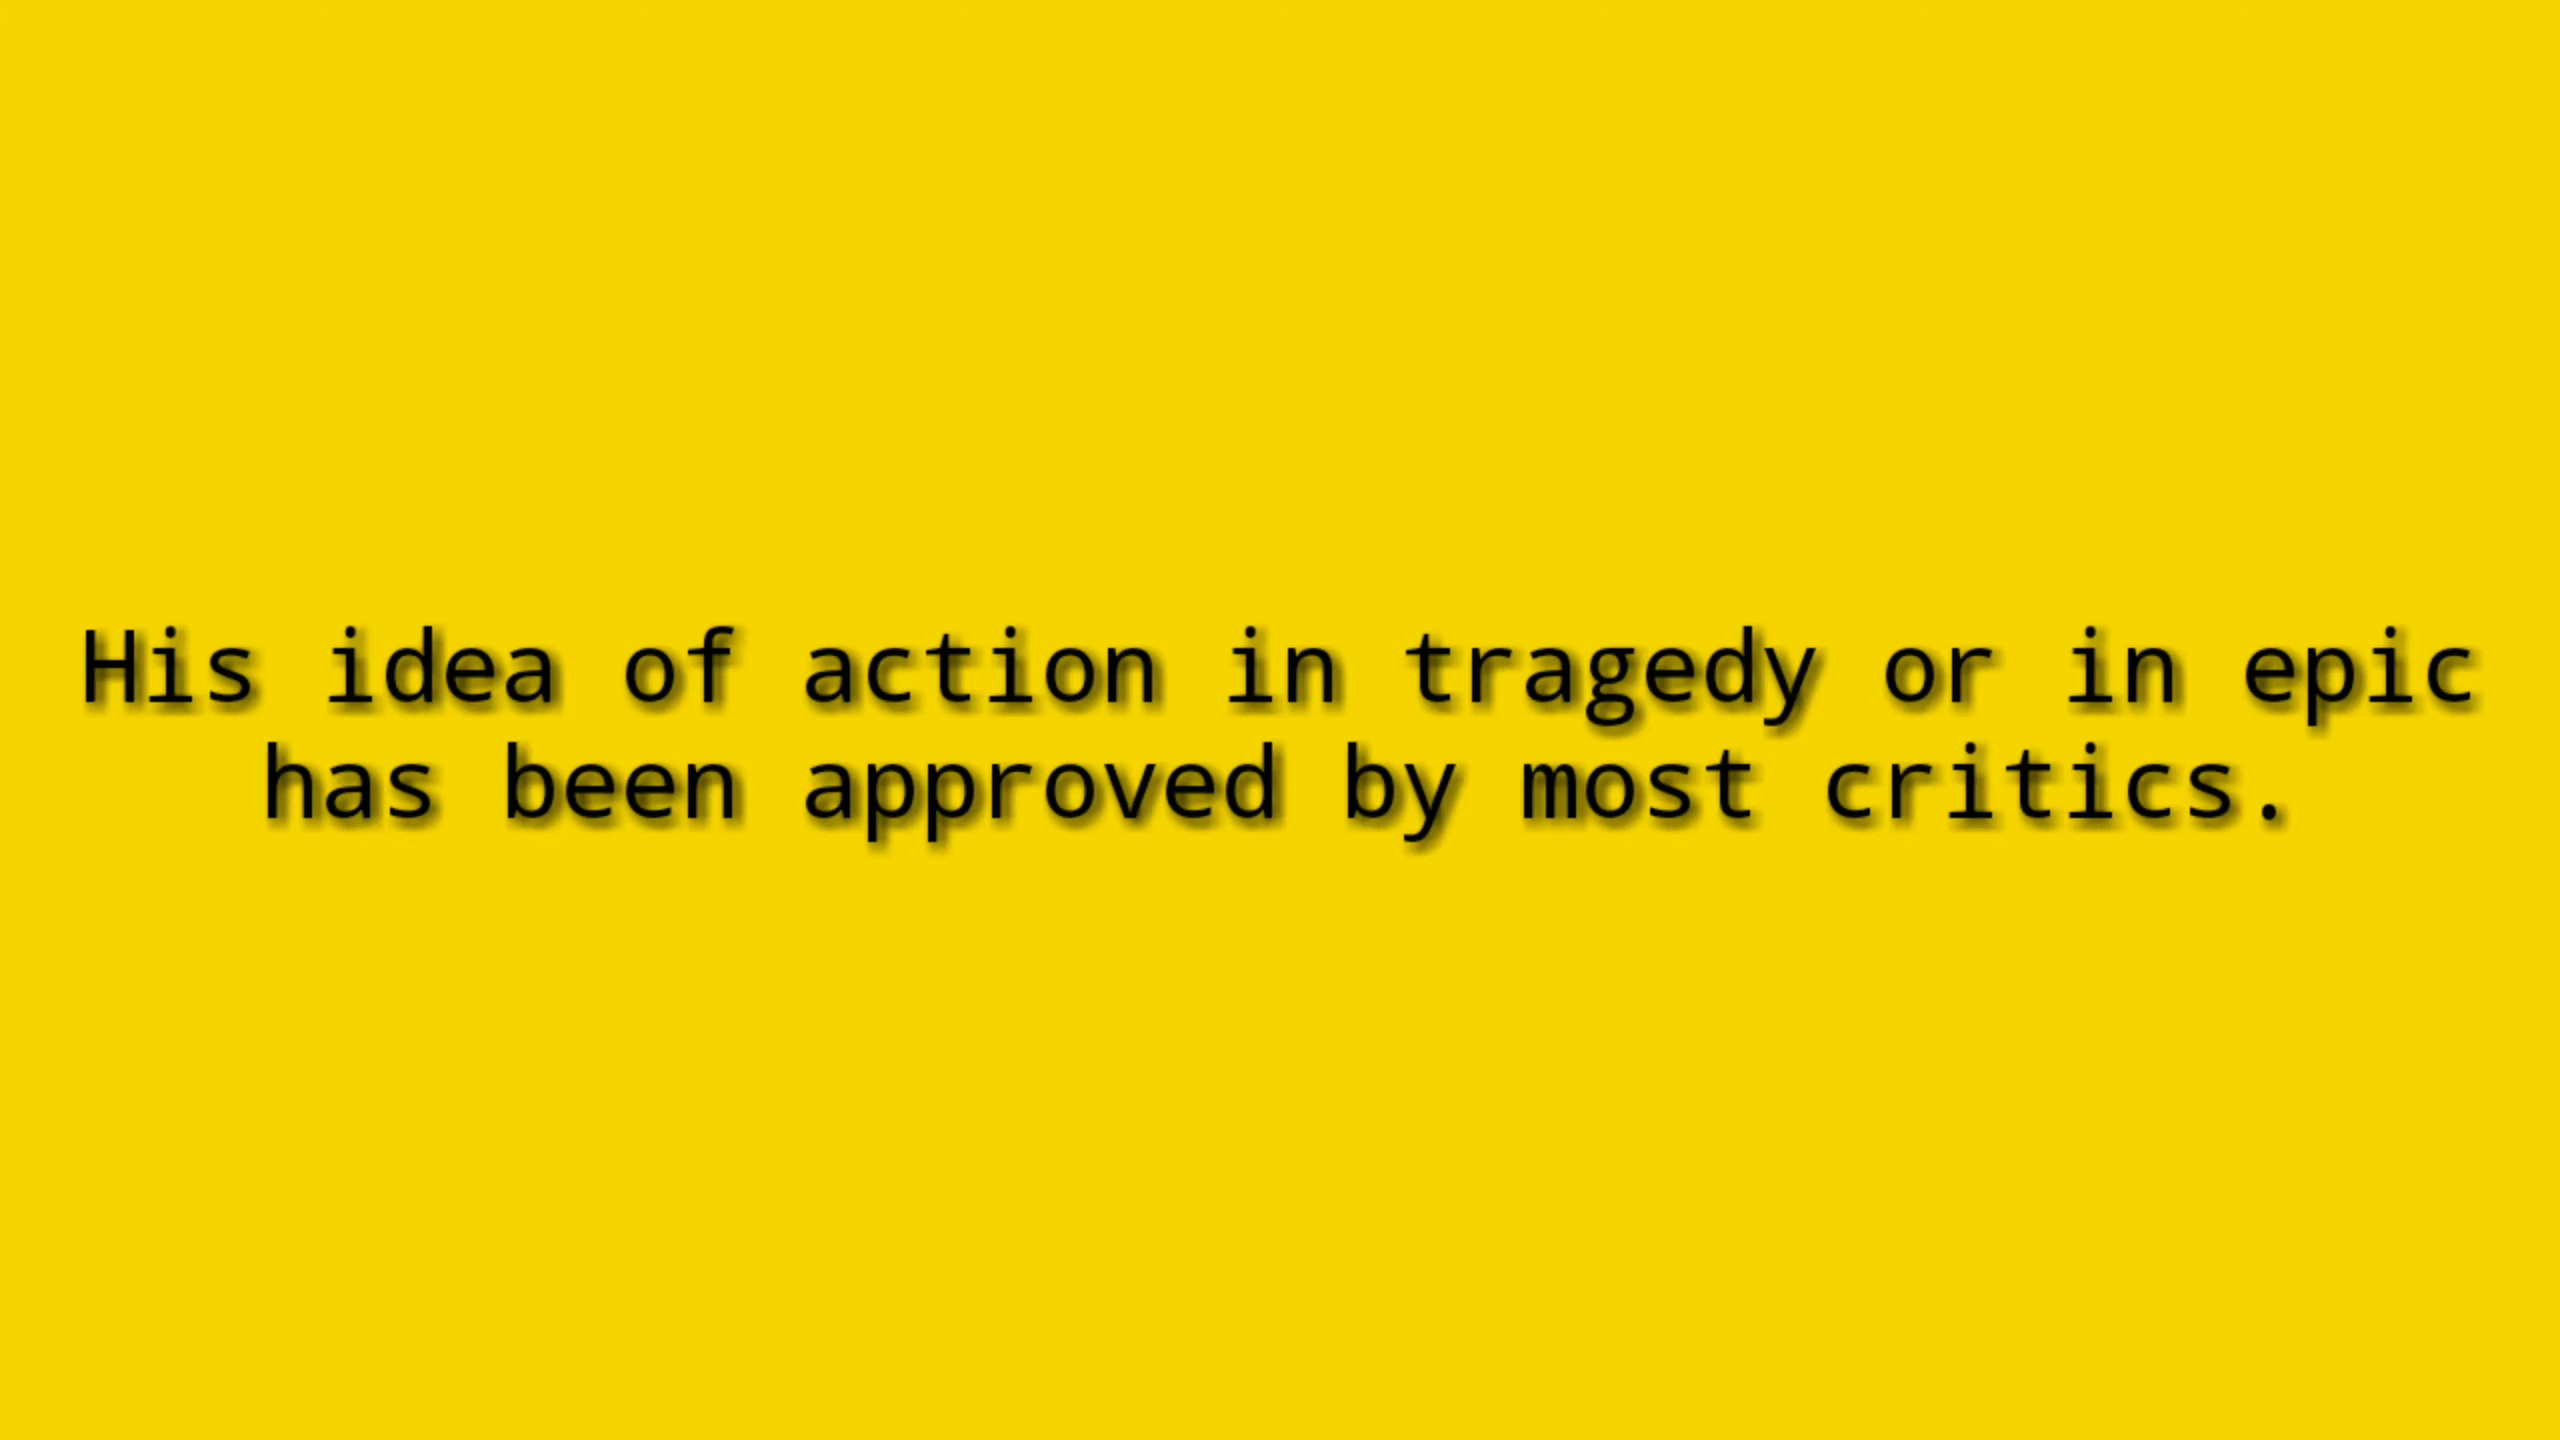 His idea of action in tragedy or in epic
has been approved by most critics.